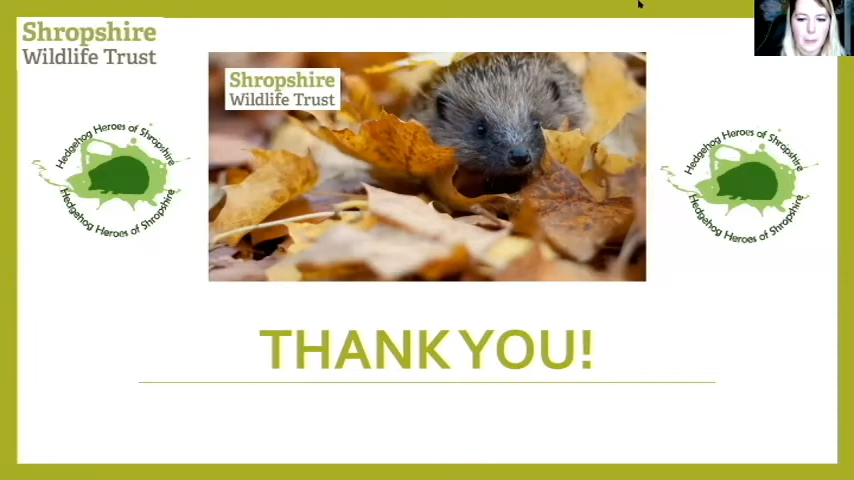 Shropshire
Wildlife Trust
Shropshire
Wildlife Trust
Hedgehog Heroes of Shropshire
Hedgehog Heroes of Shropshire
Hedgehog Heroes of Shropshire
Hedgehog Heroes of Shropshire
THANK YOU!